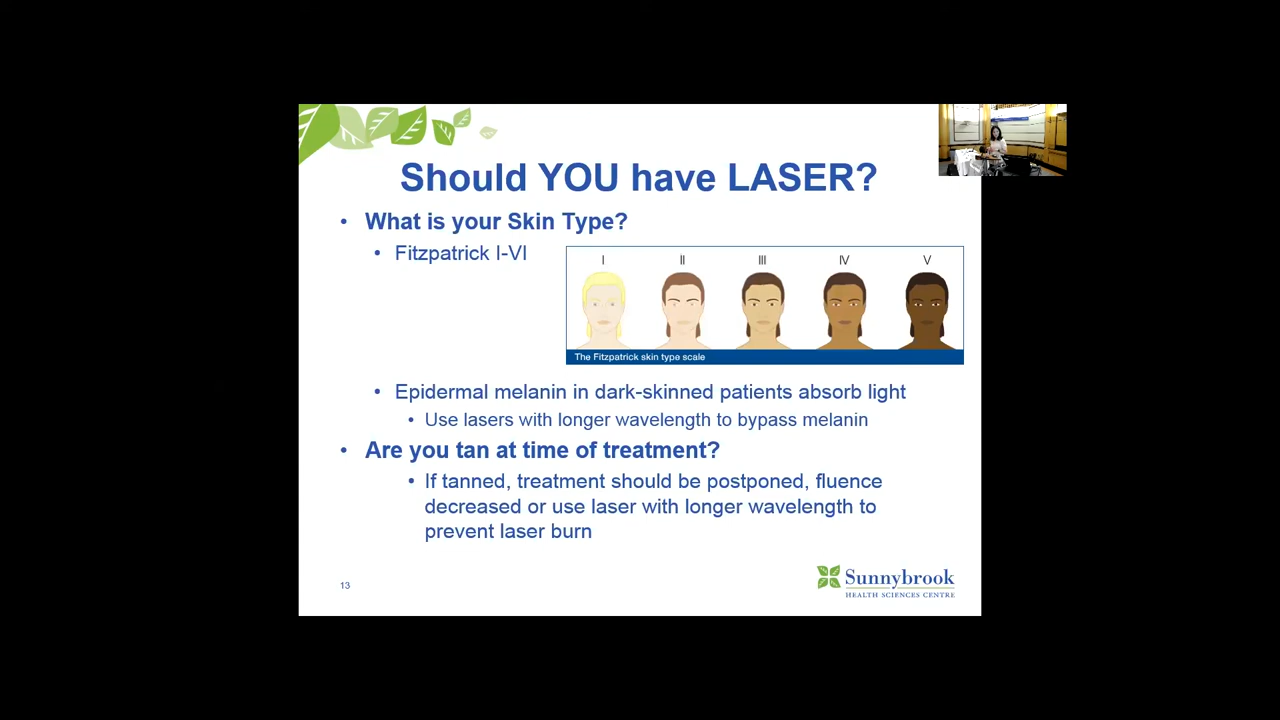 Should YOU have LASER?
• What is your Skin Type?
• Fitzpatrick I-VI
I II III IV V
The Fitzpatrick skin type scale
• Epidermal melanin in dark-skinned patients absorb light
• Use lasers with longer wavelength to bypass melanin
• Are you tan at time of treatment?
• If tanned, treatment should be postponed, fluence
decreased or use laser with longer wavelength to
prevent laser burn
13
Sunnybrook
HEALTH SCIENCES CENTRE